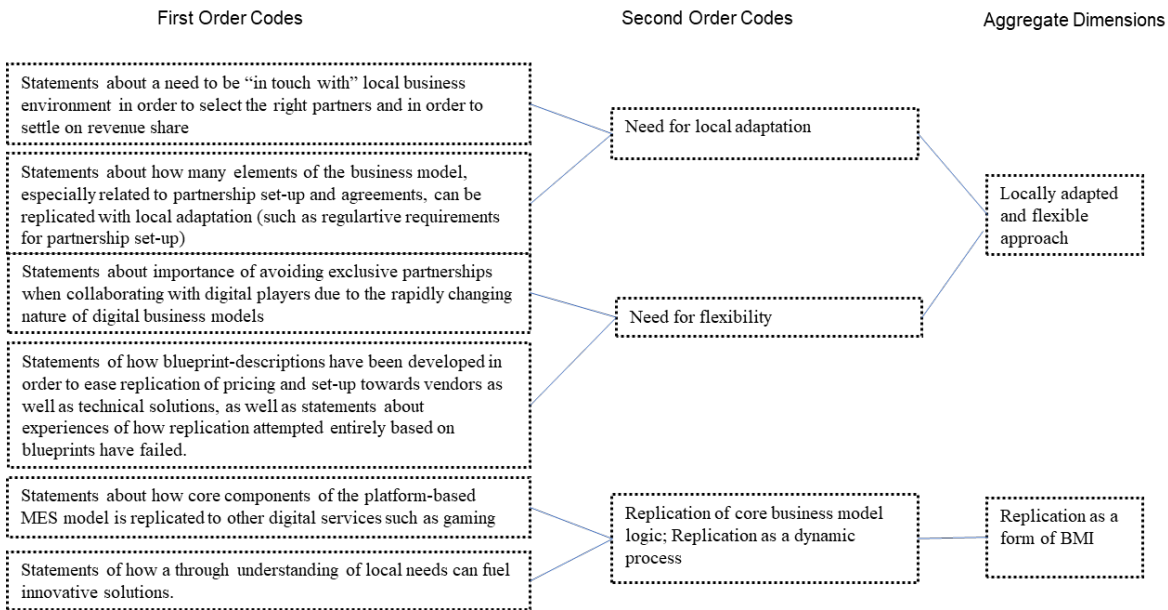 First Order Codes
Second Order Codes
Aggregate Dimensions
Statements about a need to be “in touch with” local business
environment in order to select the right partners and in order to
settle on revenue share
Statements about how many elements of the business model,
especially related to partnership set-up and agreements, can be
replicated with local adaptation (such as regulartive requirements
for partnership set-up)
Statements about importance of avoiding exclusive partnerships
when collaborating with digital players due to the rapidly changing
nature of digital business models
Statements of how blueprint-descriptions have been developed in
order to ease replication of pricing and set-up towards vendors as
well as technical solutions, as well as statements about
experiences of how replication attempted entirely based on
blueprints have failed.
Statements about how core components of the platform-based
MES model is replicated to other digital services such as gaming
Statements of how a through understanding of local needs can fuel
innovative solutions.
Need for local adaptation
Need for flexibility
Replication of core business model
logic; Replication as a dynamic
process
Locally adapted
and flexible
approach
Replication as a
form of BMI